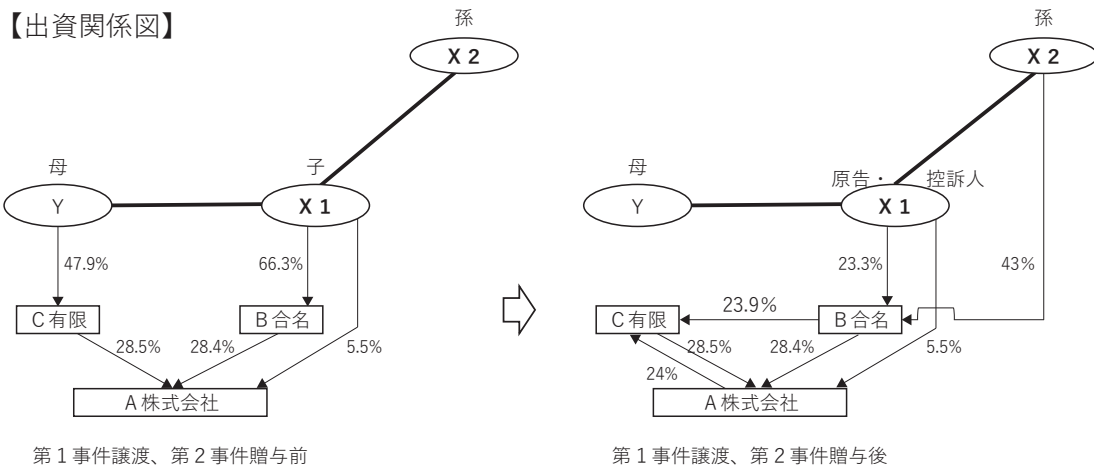 【出資関係図】
孫
X 2
母
子
Y
X 1
47.9%
66.3%
C有限
B合名
28.5%
28.4%
5.5%
A株式会社
第1事件譲渡、第2事件贈与前
孫
X 2
母
原告・
控訴人
Y
X 1
23.3%
43%
C有限
23.9%
B合名
28.5%
28.4%
5.5%
24%
A株式会社
第1事件譲渡、第2事件贈与後